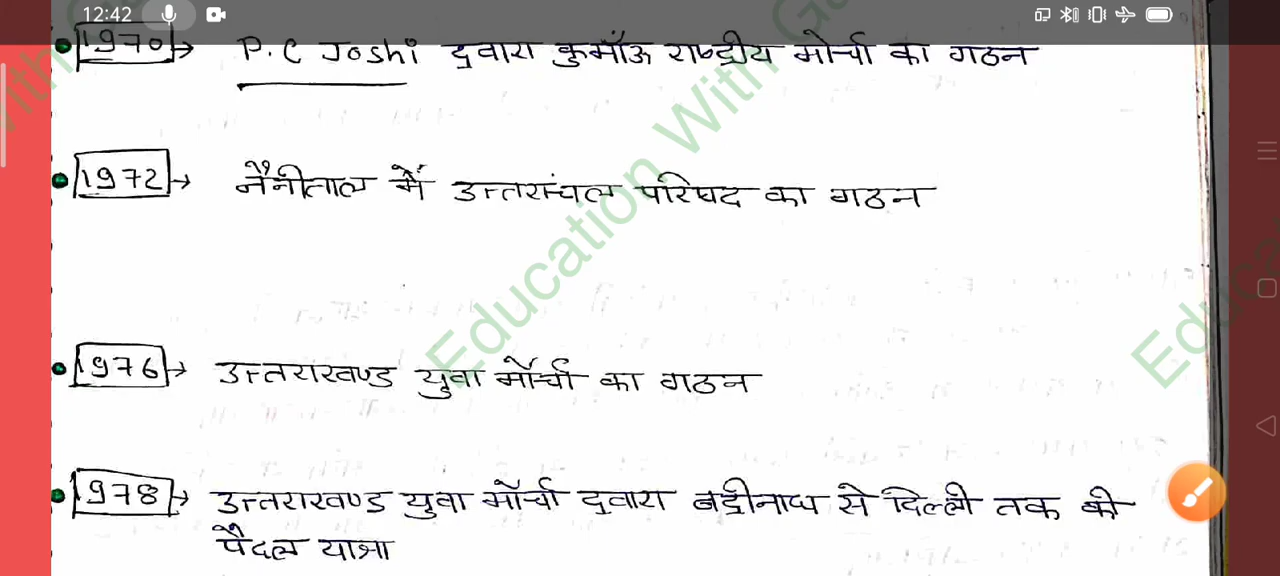 12:42
1970→ P.C Joshi द्वारा कुमाँऊ राष्ट्रीय मोर्चा का गठन
1972→ नैनीताल में उत्तरांचल परिषद का गठन
1976→ उत्तराखण्ड युवा मोर्चा का गठन
1978→ उत्तराखण्ड युवा मोर्चा द्वारा बद्रीनाथ से दिल्ली तक की
पैदल यात्रा
Education With